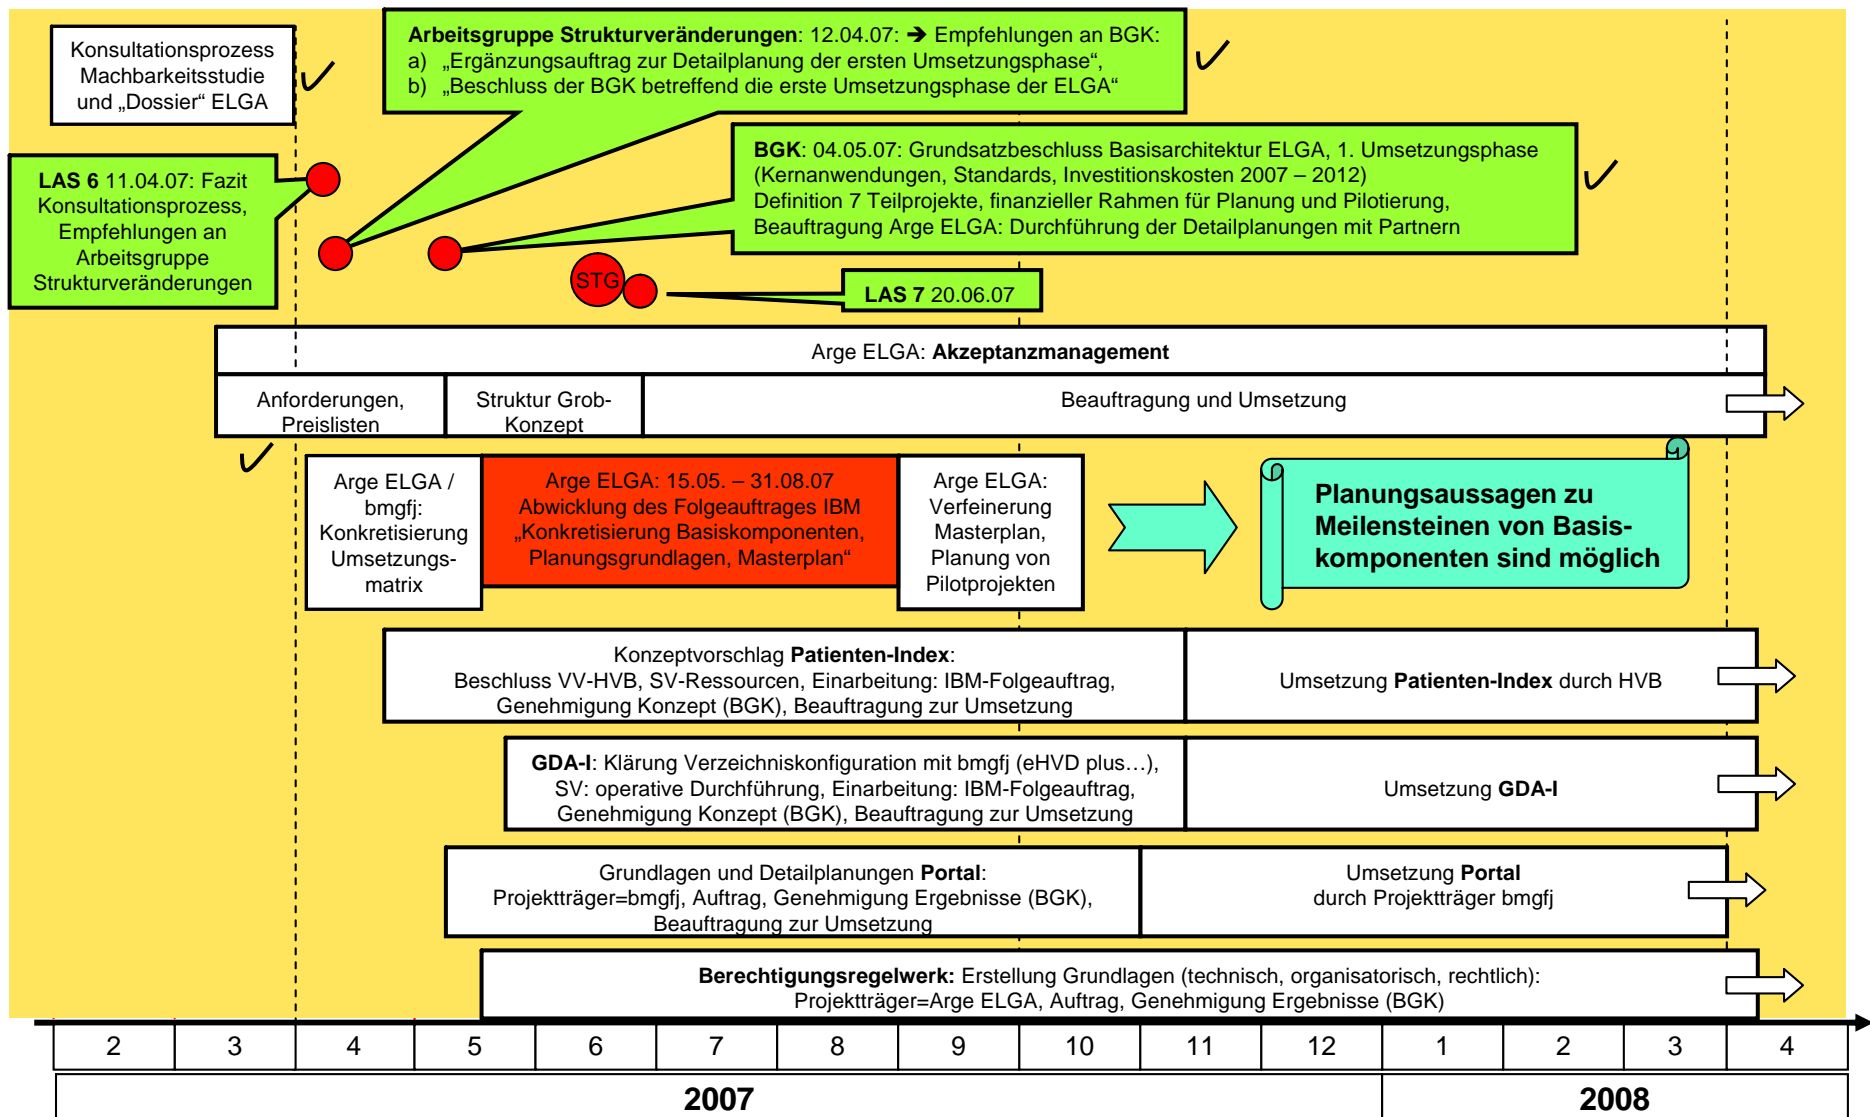 Konsultationsprozess
Machbarkeitsstudie
und „Dossier“ ELGA
Arbeitsgruppe Strukturveränderungen: 12.04.07: ➔ Empfehlungen an BGK:
a) „Ergänzungsauftrag zur Detailplanung der ersten Umsetzungsphase“,
b) „Beschluss der BGK betreffend die erste Umsetzungsphase der ELGA“
LAS 6 11.04.07: Fazit
Konsultationsprozess,
Empfehlungen an
Arbeitsgruppe
Strukturveränderungen
BGK: 04.05.07: Grundsatzbeschluss Basisarchitektur ELGA, 1. Umsetzungsphase
(Kernanwendungen, Standards, Investitionskosten 2007 – 2012)
Definition 7 Teilprojekte, finanzieller Rahmen für Planung und Pilotierung,
Beauftragung Arge ELGA: Durchführung der Detailplanungen mit Partnern
STG
LAS 7 20.06.07
Arge ELGA: Akzeptanzmanagement
Anforderungen,
Preislisten
Struktur Grob-
Konzept
Beauftragung und Umsetzung
Arge ELGA /
bmgfj:
Konkretisierung
Umsetzungs-
matrix
Arge ELGA: 15.05. – 31.08.07
Abwicklung des Folgeauftrages IBM
„Konkretisierung Basiskomponenten,
Planungsgrundlagen, Masterplan“
Arge ELGA:
Verfeinerung
Masterplan,
Planung von
Pilotprojekten
Planungsaussagen zu
Meilensteinen von Basis-
komponenten sind möglich
Konzeptvorschlag Patienten-Index:
Beschluss VV-HVB, SV-Ressourcen, Einarbeitung: IBM-Folgeauftrag,
Genehmigung Konzept (BGK), Beauftragung zur Umsetzung
Umsetzung Patienten-Index durch HVB
GDA-I: Klärung Verzeichniskonfiguration mit bmgfj (eHVD plus…),
SV: operative Durchführung, Einarbeitung: IBM-Folgeauftrag,
Genehmigung Konzept (BGK), Beauftragung zur Umsetzung
Umsetzung GDA-I
Grundlagen und Detailplanungen Portal:
Projektträger=bmgfj, Auftrag, Genehmigung Ergebnisse (BGK),
Beauftragung zur Umsetzung
Umsetzung Portal
durch Projektträger bmgfj
Berechtigungsregelwerk: Erstellung Grundlagen (technisch, organisatorisch, rechtlich):
Projektträger=Arge ELGA, Auftrag, Genehmigung Ergebnisse (BGK)
2 3 4 5 6 7 8 9 10 11 12 1 2 3 4
2007 2008